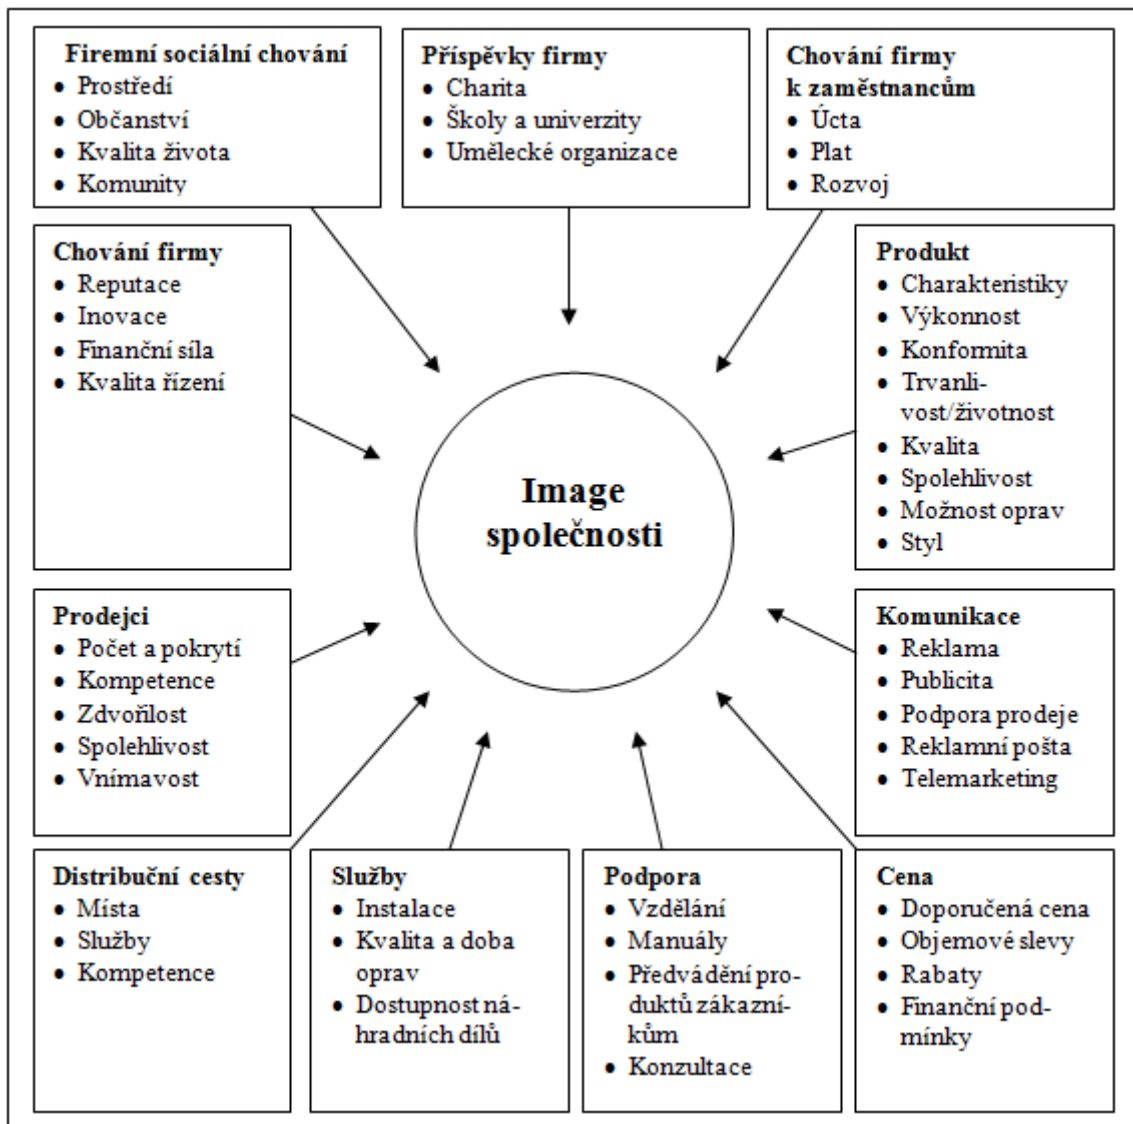 Firemní sociální chování
• Prostředí
• Občanství
• Kvalita života
• Komunity
Příspěvky firmy
• Charita
• Školy a univerzity
• Umělecké organizace
Chování firmy
k zaměstnancům
• Úcta
• Plat
• Rozvoj
Chování firmy
• Reputace
• Inovace
• Finanční síla
• Kvalita řízení
Produkt
• Charakteristiky
• Výkonnost
• Konformita
• Trvanli-
vost/životnost
• Kvalita
• Spolehlivost
• Možnost oprav
• Styl
Image
společnosti
Prodejci
• Počet a pokrytí
• Kompetence
• Zdvořilost
• Spolehlivost
• Vnímavost
Komunikace
• Reklama
• Publicita
• Podpora prodeje
• Reklamní pošta
• Telemarketing
Distribuční cesty
• Místa
• Služby
• Kompetence
Služby
• Instalace
• Kvalita a doba
oprav
• Dostupnost ná-
hradních dílů
Podpora
• Vzdělání
• Manuály
• Předvádění pro-
duktů zákazní-
kům
• Konzultace
Cena
• Doporučená cena
• Objemové slevy
• Rabaty
• Finanční pod-
mínky